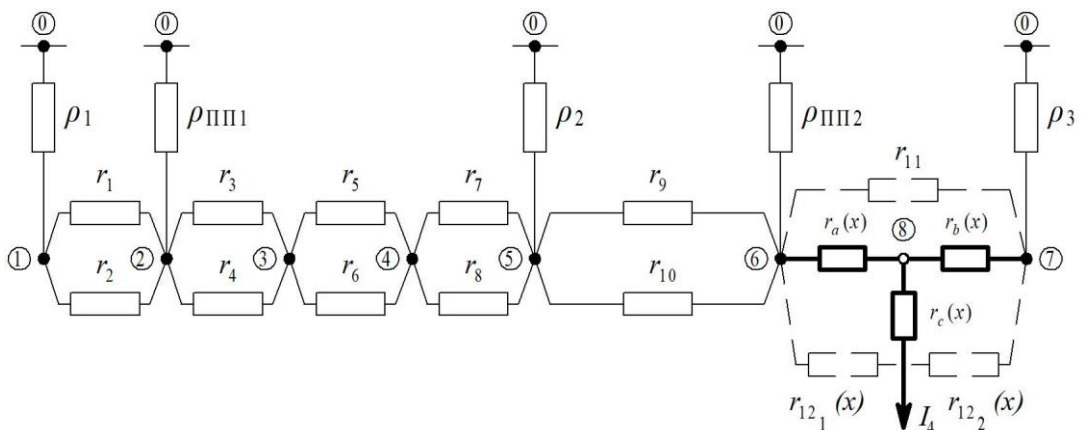 0 0 0 0 0
ρ1 ρПП1 ρ2 ρПП2 ρ3
r11
r1 r3 r5 r7 r9
ra(x) 8 rb(x)
1 2 3 4 5 6 7
r2 r4 r6 r8 r10
rc(x)
r121 (x) I4 r122 (x)